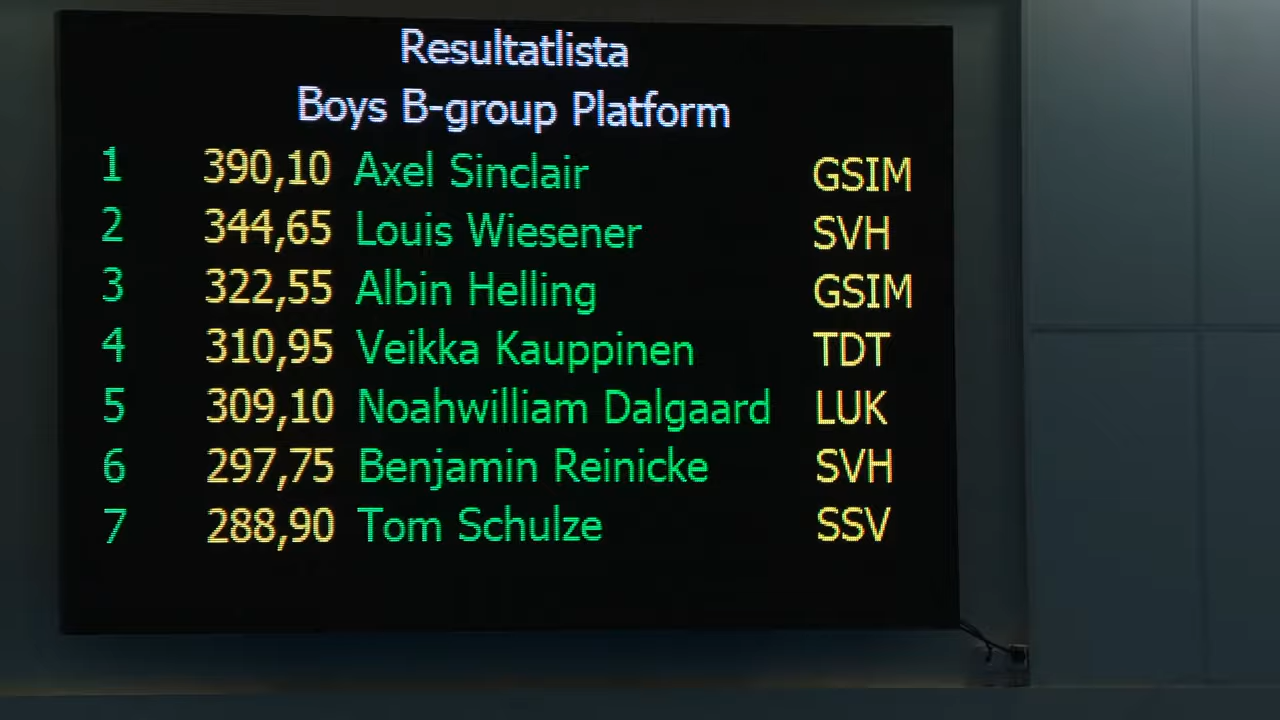 Resultatlista
Boys B-group Platform
1 390,10 Axel Sinclair GSIM
2 344,65 Louis Wiesener SVH
3 322,55 Albin Helling GSIM
4 310,95 Veikka Kauppinen TDT
5 309,10 Noahwilliam Dalgaard LUK
6 297,75 Benjamin Reinicke SVH
7 288,90 Tom Schulze SSV